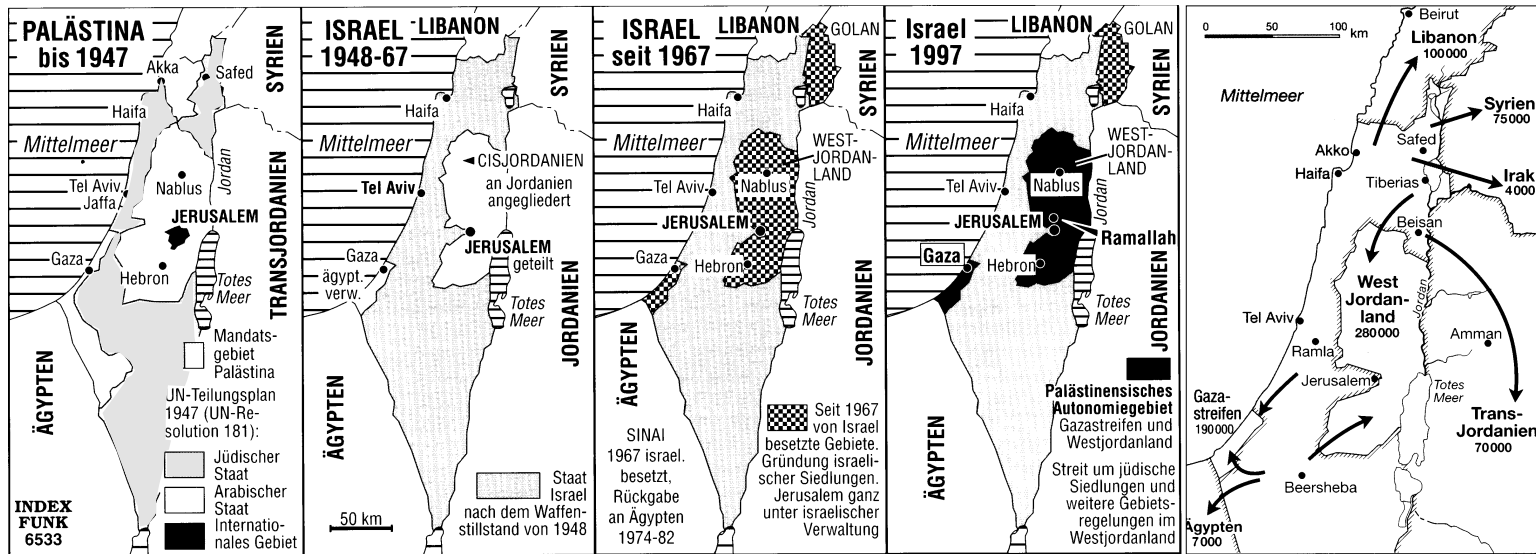 PALÄSTINA
bis 1947
SYRIEN
Akka
Safed
Haifa
Mittelmeer
Jordan
Nablus
Tel Aviv
Jaffa
JERUSALEM
TRANSJORDANIEN
Gaza
Hebron
Totes
Meer
Mandats-
gebiet
Palästina
ÄGYPTEN
UN-Teilungsplan
1947 (UN-Re-
solution 181):
Jüdischer
Staat
Arabischer
Staat
Internatio-
nales Gebiet
INDEX
FUNK
6533
ISRAEL
1948-67
LIBANON
SYRIEN
Haifa
Mittelmeer
CISJORDANIEN
an Jordanien
angegliedert
Tel Aviv
JERUSALEM
geteilt
Gaza
ägypt.
verw.
Totes
Meer
JORDANIEN
ÄGYPTEN
Staat
Israel
nach dem Waffen-
stillstand von 1948
50 km
ISRAEL
seit 1967
LIBANON
GOLAN
SYRIEN
Haifa
Mittelmeer
WEST-
JORDAN-
LAND
Tel Aviv
Nablus
Jordan
JERUSALEM
Gaza
Hebron
Totes
Meer
JORDANIEN
ÄGYPTEN
SINAI
1967 israel.
besetzt,
Rückgabe
an Ägypten
1974-82
Seit 1967
von Israel
besetzte Gebiete.
Gründung israeli-
scher Siedlungen.
Jerusalem ganz
unter israelischer
Verwaltung
Israel
1997
LIBANON
GOLAN
SYRIEN
Haifa
Mittelmeer
WEST-
JORDAN-
LAND
Tel Aviv
Nablus
Jordan
JERUSALEM
Ramallah
Gaza
Hebron
Totes
Meer
JORDANIEN
ÄGYPTEN
Palästinensisches
Autonomiegebiet
Gazastreifen und
Westjordanland
Streit um jüdische
Siedlungen und
weitere Gebiets-
regelungen im
Westjordanland
0 50 100 km
Beirut
Libanon
100000
Mittelmeer
Syrien
75000
Akko
Safed
Haifa
Tiberias
Irak
4000
Beisan
West
Jordan-
land
280000
Jordan
Tel Aviv
Amman
Ramla
Jerusalem
Totes
Meer
Gaza-
streifen
190000
Trans-
Jordanien
70000
Beersheba
Ägypten
7000